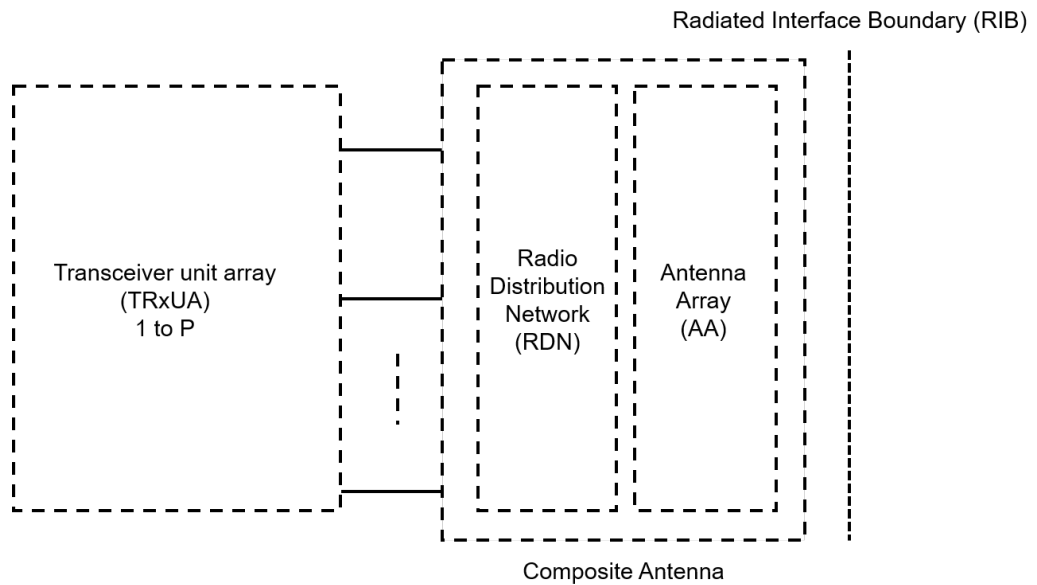 Radiated Interface Boundary (RIB)
Transceiver unit array
(TRxUA)
1 to P
Radio
Distribution
Network
(RDN)
Antenna
Array
(AA)
Composite Antenna